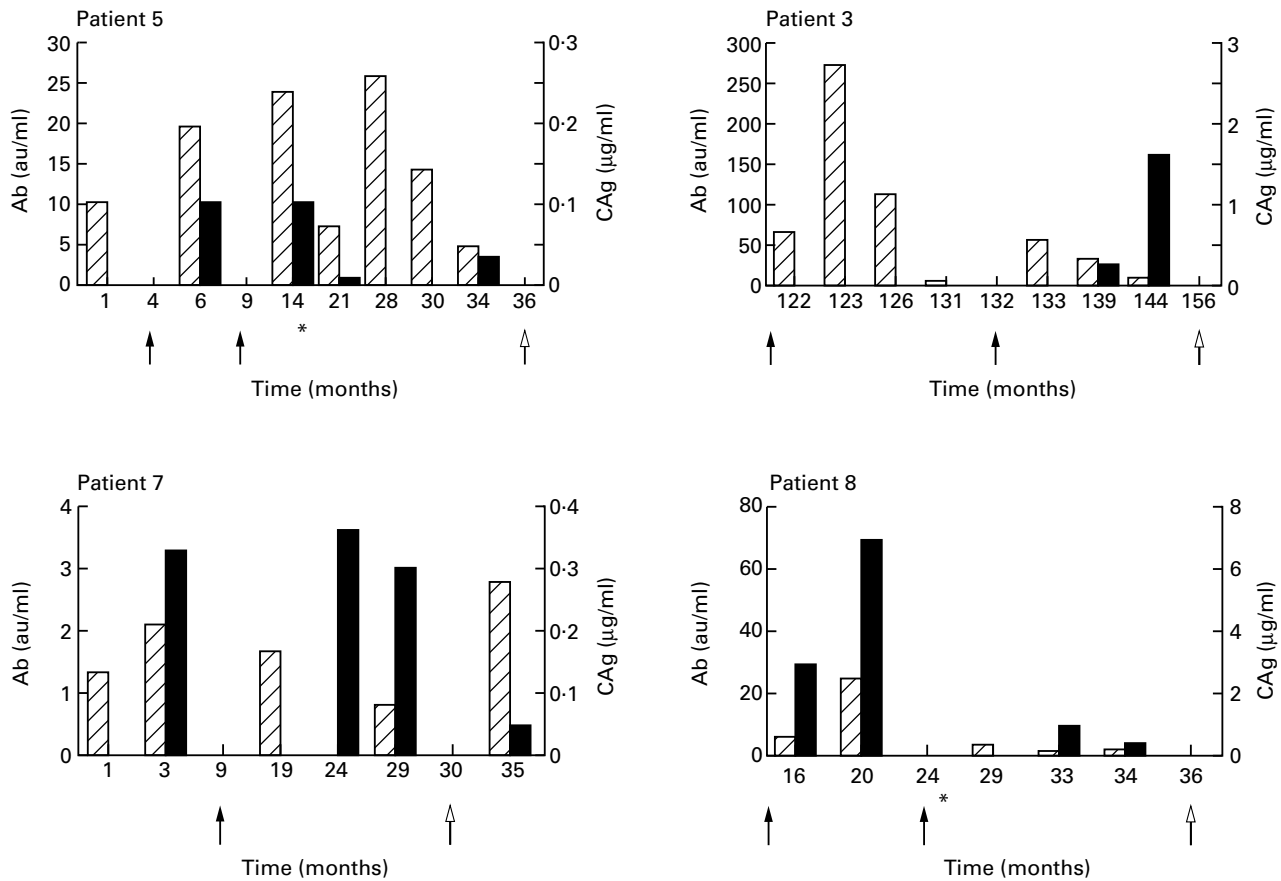 Patient 5
30
25
20
15
10
5
0
Ab (au/ml)
0·3
0·2
0·1
0
CAg (μg/ml)
1 4 6 9 14 21 28 30 34 36
*
Time (months)
Patient 3
300
250
200
150
100
50
0
Ab (au/ml)
3
2
1
0
CAg (μg/ml)
122 123 126 131 132 133 139 144 156
Time (months)
Patient 7
4
3
2
1
0
Ab (au/ml)
0·4
0·3
0·2
0·1
0
CAg (μg/ml)
1 3 9 19 24 29 30 35
Time (months)
Patient 8
80
60
40
20
0
Ab (au/ml)
8
6
4
2
0
CAg (μg/ml)
16 20 24 29 33 34 36
*
Time (months)